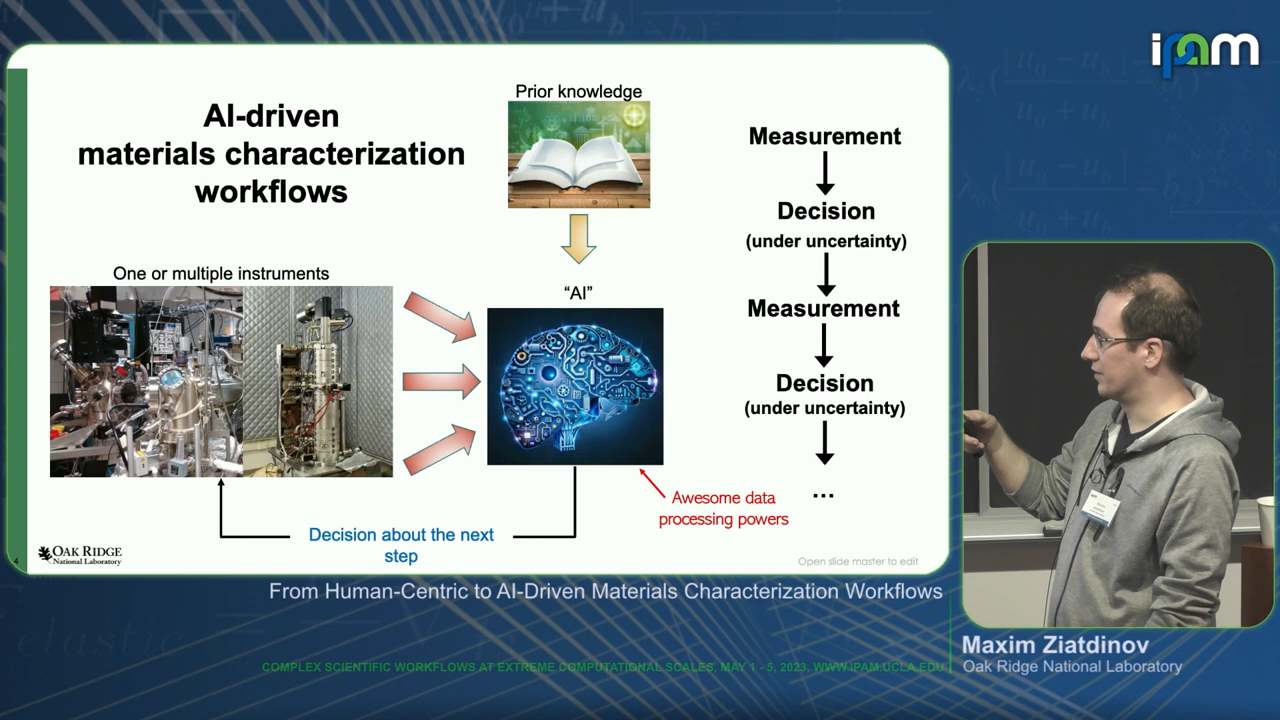 ipam
AI-driven
materials characterization
workflows
Prior knowledge
One or multiple instruments
“AI”
Awesome data
processing powers
Decision about the next
step
Measurement
Decision
(under uncertainty)
Measurement
Decision
(under uncertainty)
...
4
OAK RIDGE
National Laboratory
Open slide master to edit
From Human-Centric to AI-Driven Materials Characterization Workflows
Maxim Ziatdinov
Oak Ridge National Laboratory
COMPLEX SCIENTIFIC WORKFLOWS AT EXTREME COMPUTATIONAL SCALES, MAY 1 - 5, 2023, WWW.IPAM.UCLA.EDU
elastic